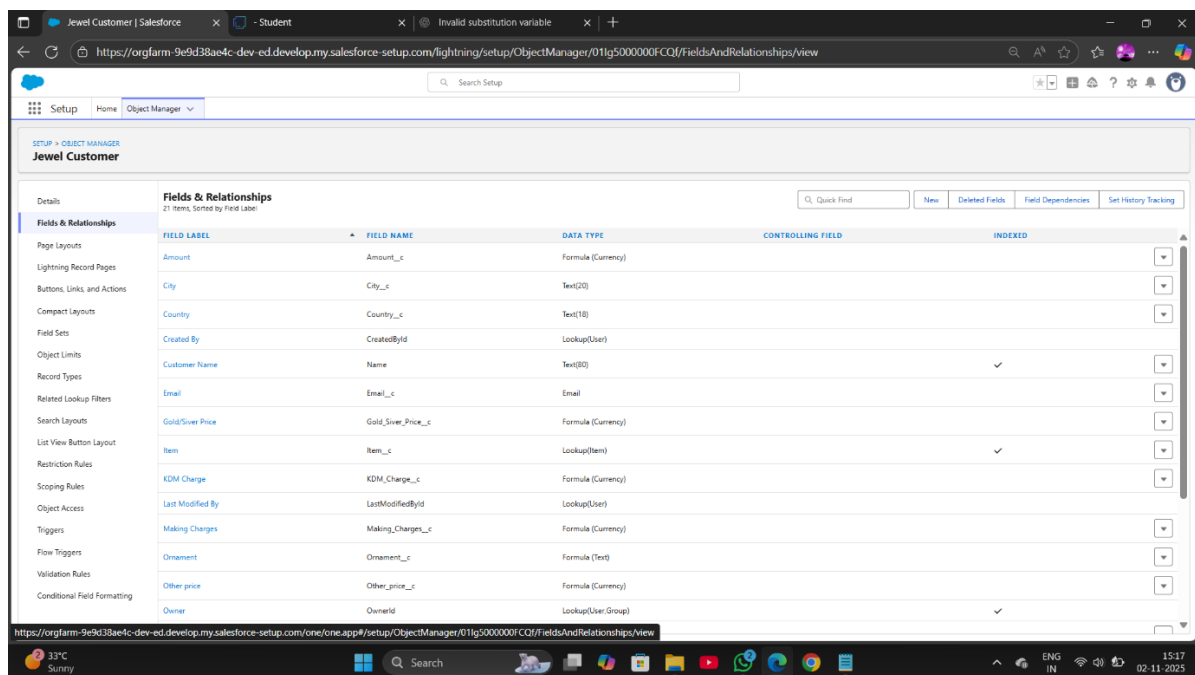 Jewel Customer | Salesforce
- Student
Invalid substitution variable
https://orgfarm-9e9d38ae4c-dev-ed.develop.my.salesforce-setup.com/lightning/setup/ObjectManager/01Ig5000000FCQf/FieldsAndRelationships/view
Search Setup
Setup Home Object Manager
SETUP > OBJECT MANAGER
Jewel Customer
Details
Fields & Relationships
Page Layouts
Lightning Record Pages
Buttons, Links, and Actions
Compact Layouts
Field Sets
Object Limits
Record Types
Related Lookup Filters
Search Layouts
List View Button Layout
Restriction Rules
Scoping Rules
Object Access
Triggers
Flow Triggers
Validation Rules
Conditional Field Formatting
Fields & Relationships
21 Items, Sorted by Field Label
Quick Find New Deleted Fields Field Dependencies Set History Tracking
FIELD LABEL FIELD NAME DATA TYPE CONTROLLING FIELD INDEXED
Amount Amount__c Formula (Currency)
City City__c Text(20)
Country Country__c Text(18)
Created By CreatedById Lookup(User)
Customer Name Name Text(80)
Email Email__c Email
Gold/Siver Price Gold_Siver_Price__c Formula (Currency)
Item Item__c Lookup(Item)
KDM Charge KDM_Charge__c Formula (Currency)
Last Modified By LastModifiedById Lookup(User)
Making Charges Making_Charges__c Formula (Currency)
Ornament Ornament__c Formula (Text)
Other price Other_price__c Formula (Currency)
Owner OwnerId Lookup(User,Group)
https://orgfarm-9e9d38ae4c-dev-ed.develop.my.salesforce-setup.com/one/one.app#/setup/ObjectManager/01Ig5000000FCQf/FieldsAndRelationships/view
2
33°C
Sunny
Search
2
ENG
IN
15:17
02-11-2025